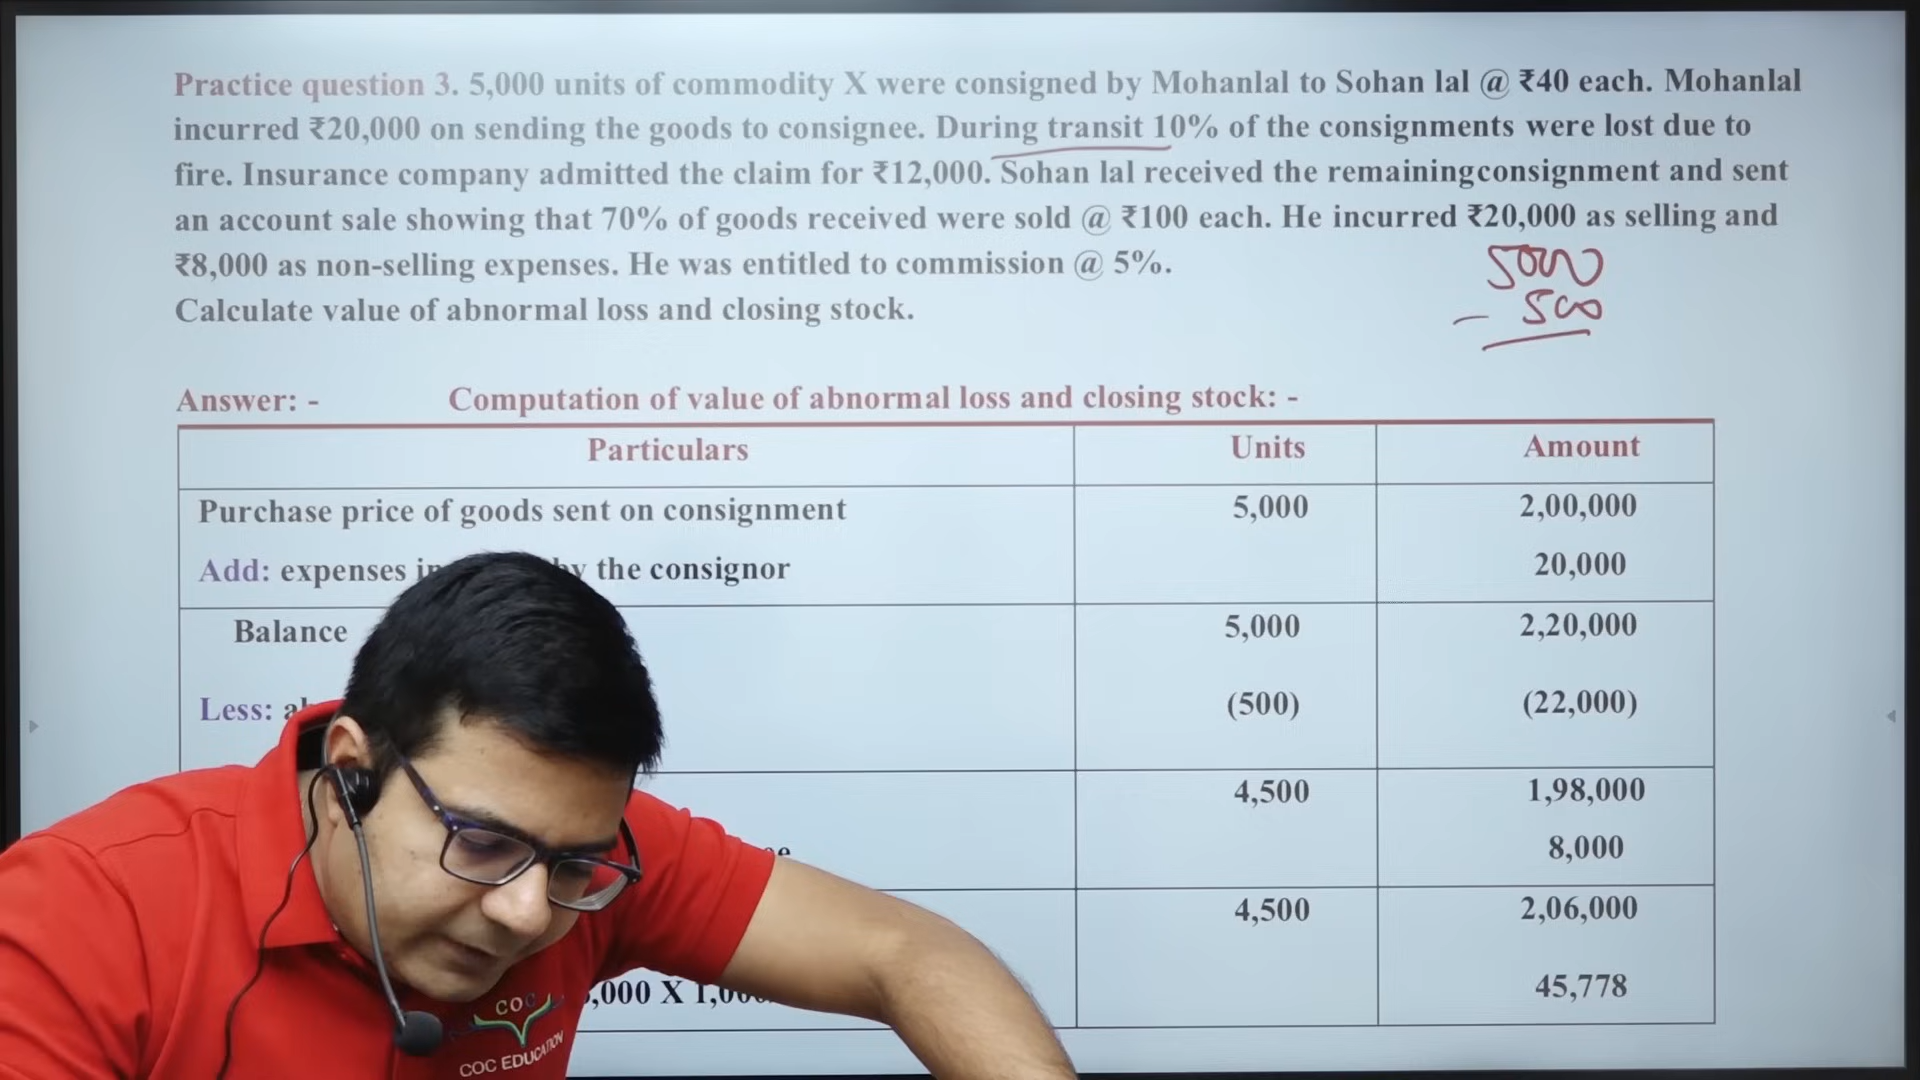 Practice question 3. 5,000 units of commodity X were consigned by Mohanlal to Sohan lal @ ₹40 each. Mohanlal
incurred ₹20,000 on sending the goods to consignee. During transit 10% of the consignments were lost due to
fire. Insurance company admitted the claim for ₹12,000. Sohan lal received the remainingconsignment and sent
an account sale showing that 70% of goods received were sold @ ₹100 each. He incurred ₹20,000 as selling and
₹8,000 as non-selling expenses. He was entitled to commission @ 5%.
5000
Calculate value of abnormal loss and closing stock.
- 500
Answer: - Computation of value of abnormal loss and closing stock: -
Particulars Units Amount
Purchase price of goods sent on consignment 5,000 2,00,000
Add: expenses by the consignor 20,000
Balance 5,000 2,20,000
Less: (500) (22,000)
4,500 1,98,000
8,000
4,500 2,06,000
,000 X 45,778
COC
COC EDUCATION